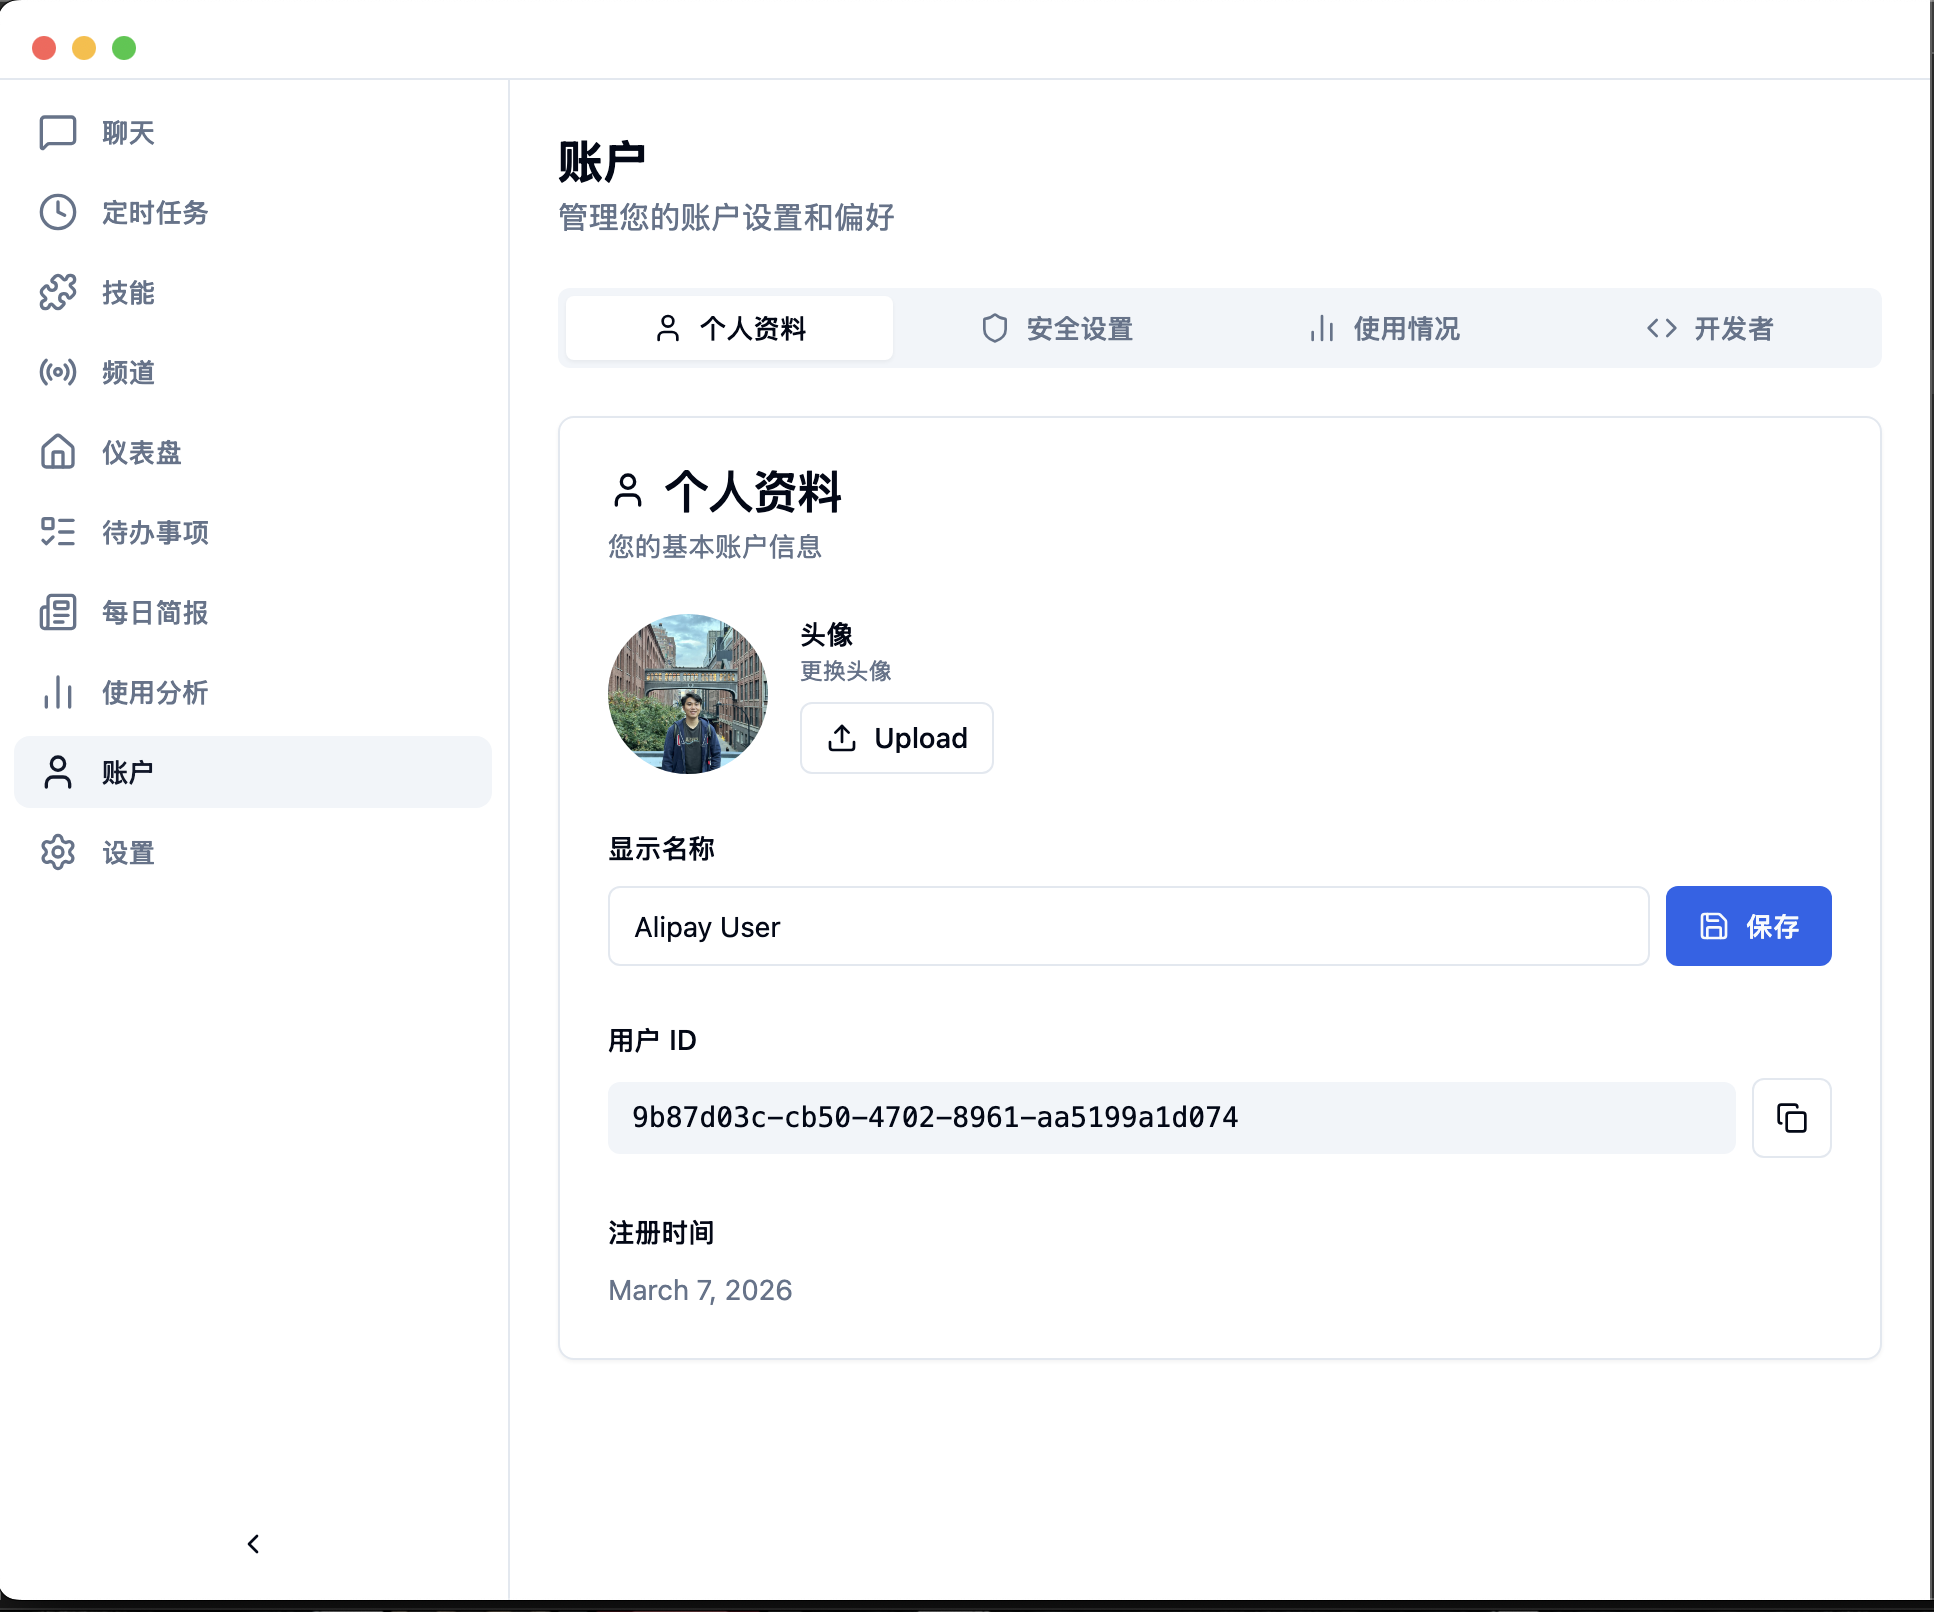 聊天
定时任务
技能
频道
仪表盘
待办事项
每日简报
使用分析
账户
设置
账户
管理您的账户设置和偏好
个人资料
安全设置
使用情况
开发者
个人资料
您的基本账户信息
头像
更换头像
Upload
显示名称
Alipay User
保存
用户 ID
9b87d03c-cb50-4702-8961-aa5199a1d074
注册时间
March 7, 2026